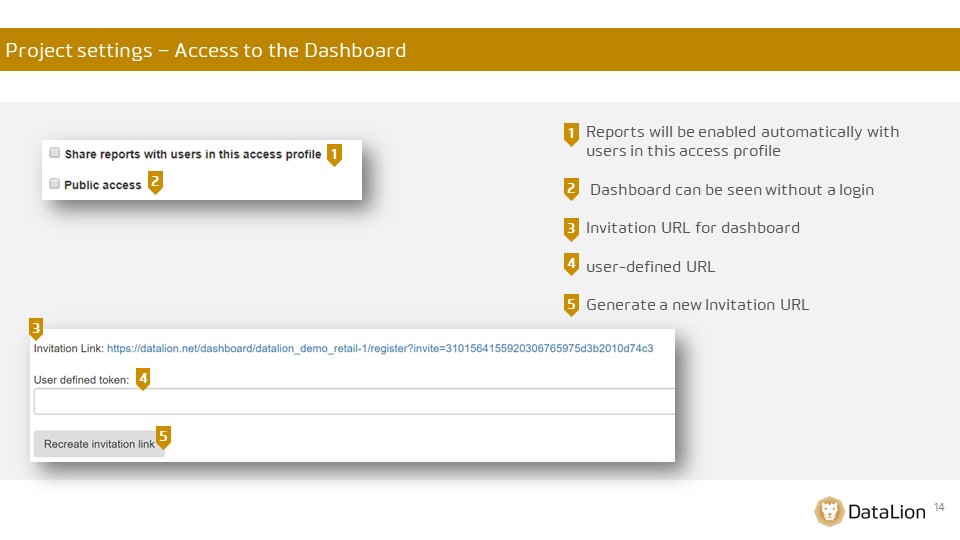 Project settings – Access to the Dashboard
Share reports with users in this access profile 1
Public access 2
1 Reports will be enabled automatically with
users in this access profile
2 Dashboard can be seen without a login
3 Invitation URL for dashboard
4 user-defined URL
5 Generate a new Invitation URL
3
Invitation Link: https://datalion.net/dashboard/datalion_demo_retail-1/register?invite=3101564155920306765975d3b2010d74c3
User defined token: 4
Recreate invitation link 5
DataLion 14